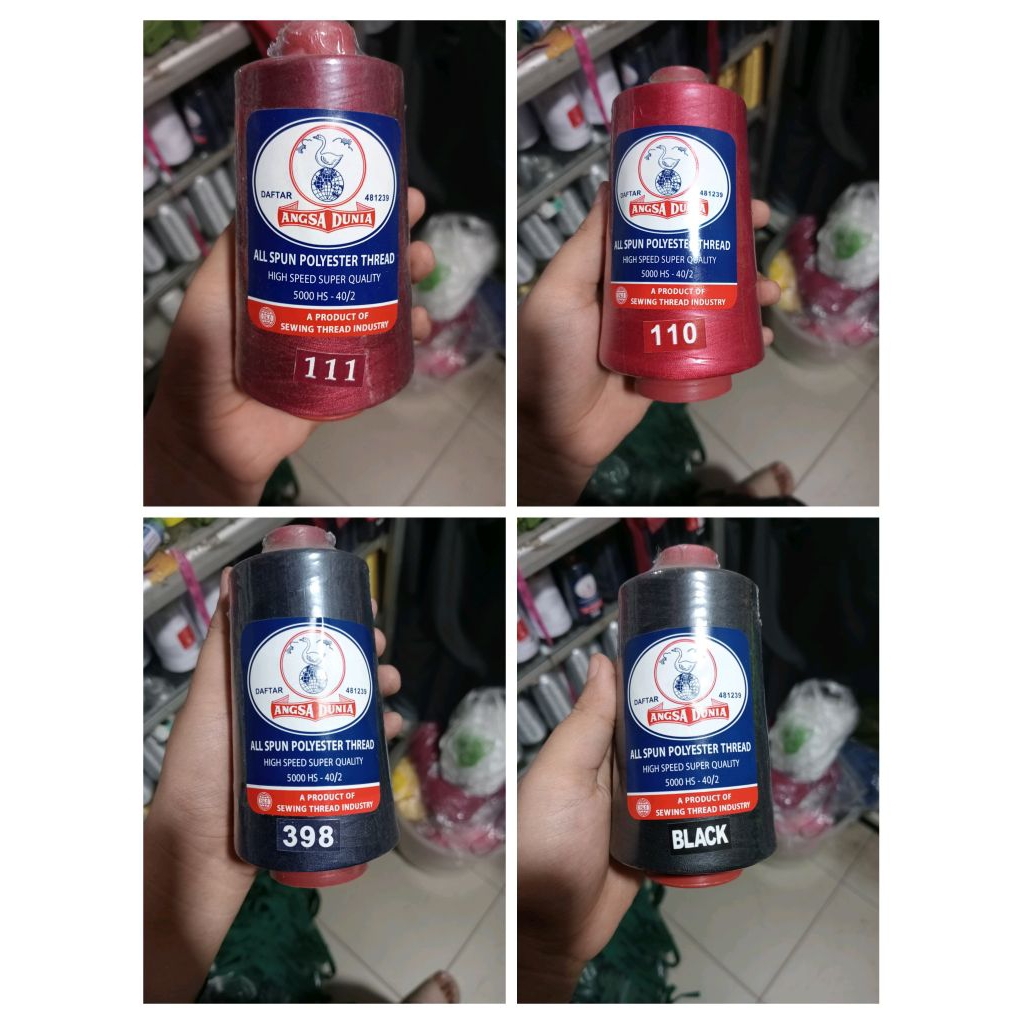 DAFTAR 481239
ANGSA DUNIA
ALL SPUN POLYESTER THREAD
HIGH SPEED SUPER QUALITY
5000 HS - 40/2
A PRODUCT OF
SEWING THREAD INDUSTRY
111
DAFTAR 481239
ANGSA DUNIA
ALL SPUN POLYESTER THREAD
HIGH SPEED SUPER QUALITY
5000 HS - 40/2
A PRODUCT OF
SEWING THREAD INDUSTRY
110
DAFTAR 481239
ANGSA DUNIA
ALL SPUN POLYESTER THREAD
HIGH SPEED SUPER QUALITY
5000 HS - 40/2
A PRODUCT OF
SEWING THREAD INDUSTRY
398
DAFTAR 481239
ANGSA DUNIA
ALL SPUN POLYESTER THREAD
HIGH SPEED SUPER QUALITY
5000 HS - 40/2
A PRODUCT OF
SEWING THREAD INDUSTRY
BLACK